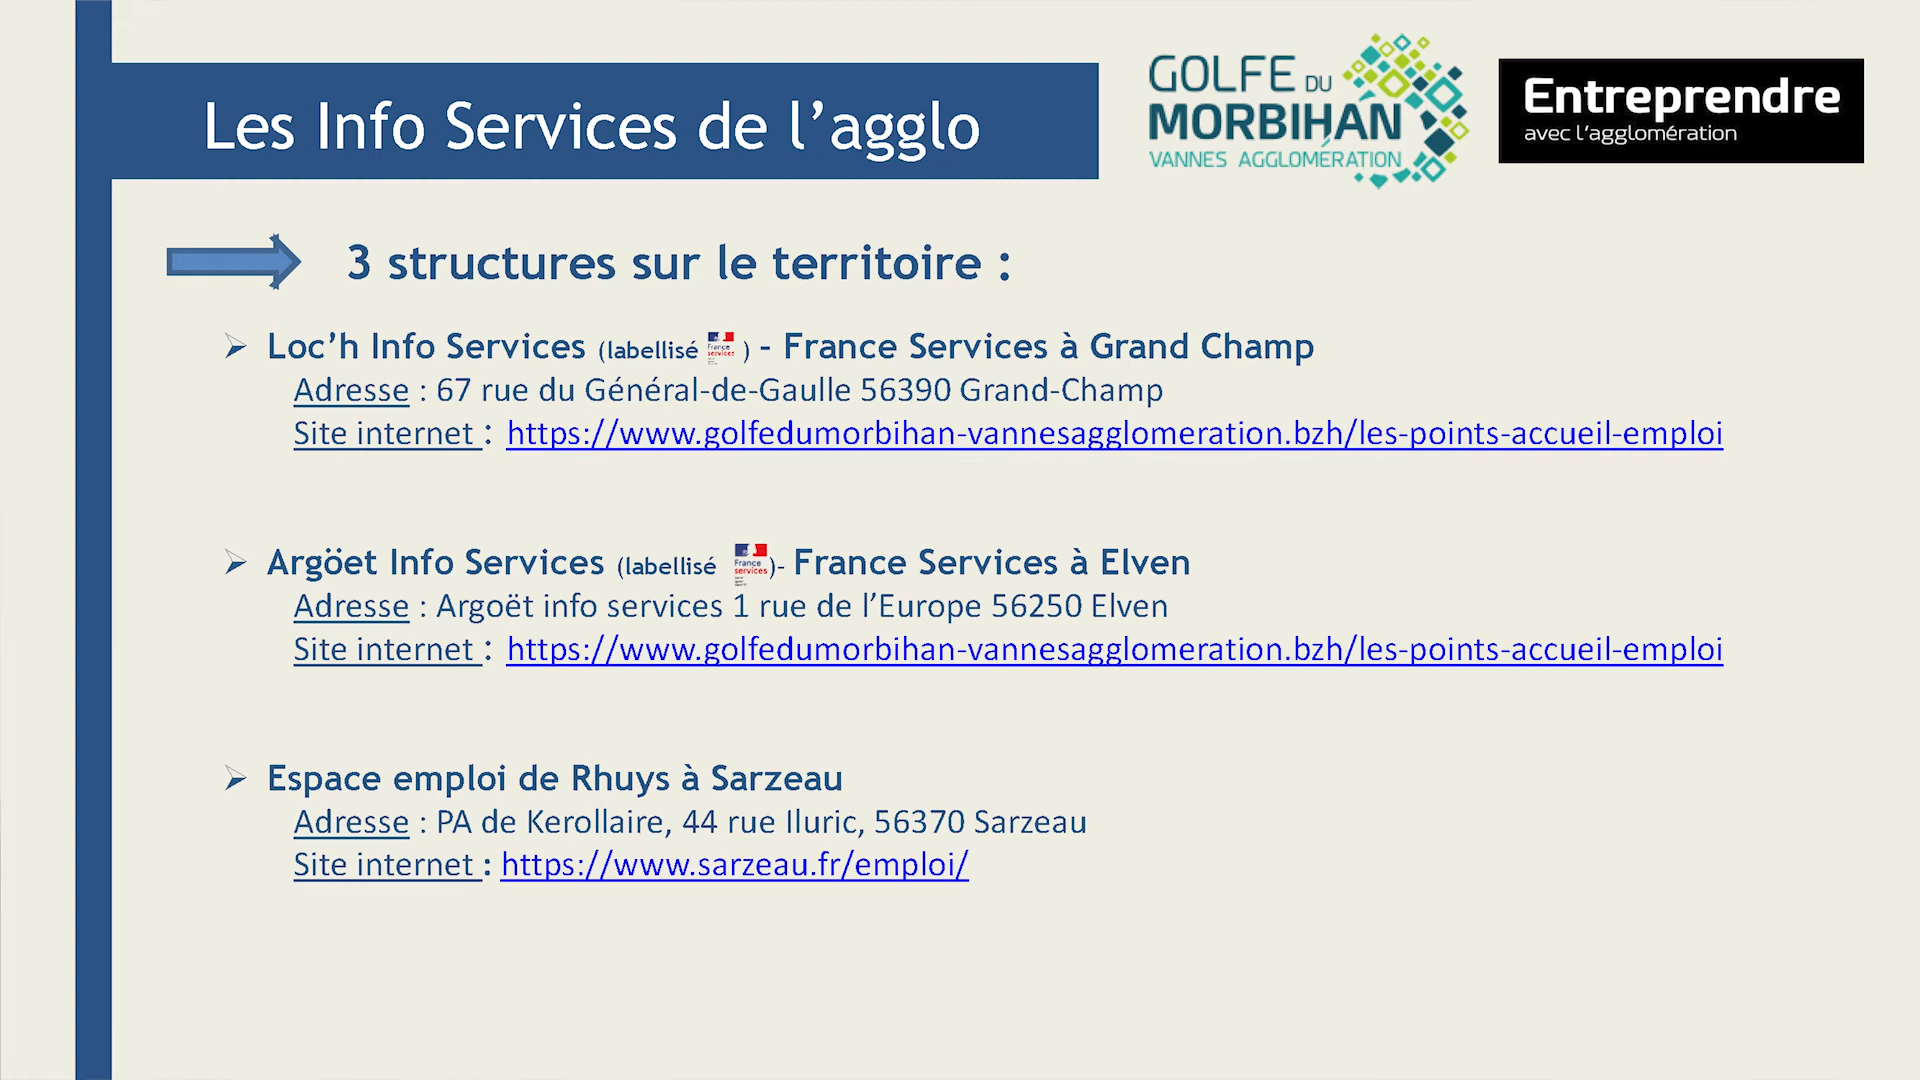 Les Info Services de l’agglo
GOLFE DU
MORBIHAN
VANNES AGGLOMÉRATION
Entreprendre
avec l'agglomération
3 structures sur le territoire :
Loc’h Info Services (labellisé France services) - France Services à Grand Champ
Adresse : 67 rue du Général-de-Gaulle 56390 Grand-Champ
Site internet : https://www.golfedumorbihan-vannesagglomeration.bzh/les-points-accueil-emploi
Argöet Info Services (labellisé France services)- France Services à Elven
Adresse : Argoët info services 1 rue de l’Europe 56250 Elven
Site internet : https://www.golfedumorbihan-vannesagglomeration.bzh/les-points-accueil-emploi
Espace emploi de Rhuys à Sarzeau
Adresse : PA de Kerollaire, 44 rue Iluric, 56370 Sarzeau
Site internet : https://www.sarzeau.fr/emploi/